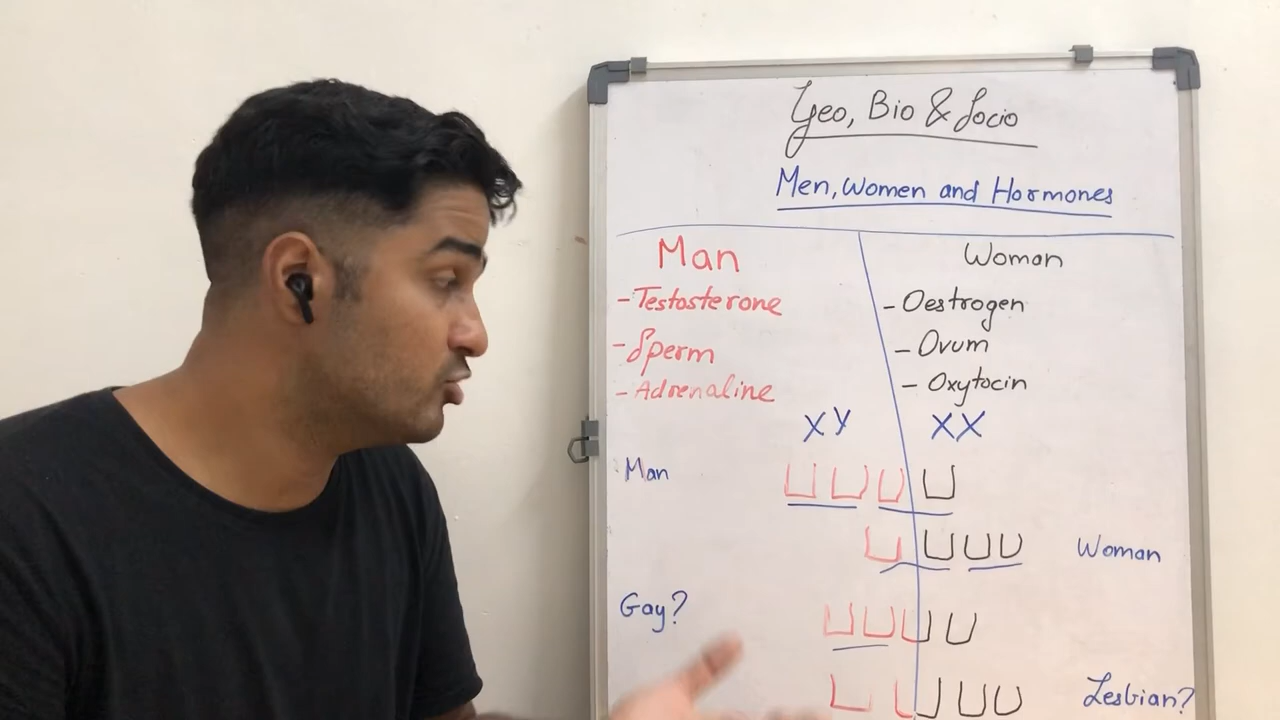 Geo, Bio & Socio
Men, Women and Hormones
Man Woman
-Testosterone - Oestrogen
-Sperm - Ovum
- Adrenaline - Oxytocin
XY XX
Man
Woman
Gay?
Lesbian?